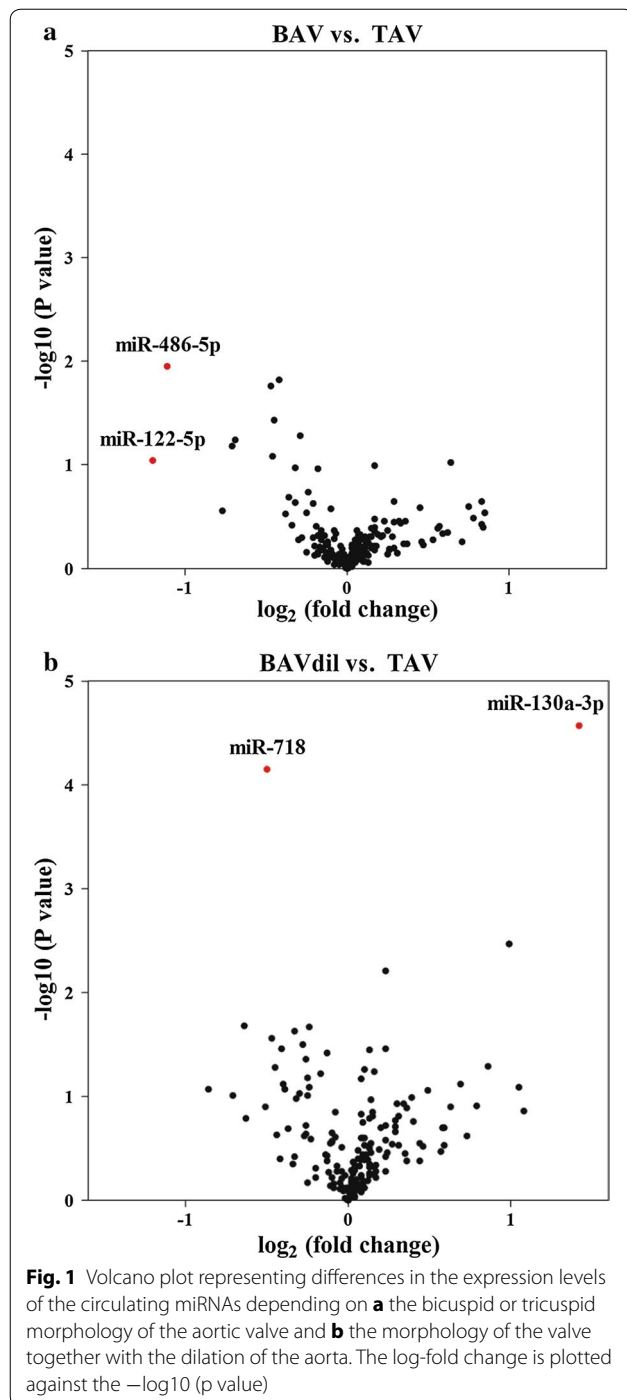 a
BAV vs. TAV
5
4
3
2
1
0
-log10 (P value)
miR-486-5p
miR-122-5p
-1
0
1
log2 (fold change)
b
BAVdil vs. TAV
5
4
3
2
1
0
-log10 (P value)
miR-130a-3p
miR-718
-1
0
1
log2 (fold change)
Fig. 1 Volcano plot representing differences in the expression levels
of the circulating miRNAs depending on a the bicuspid or tricuspid
morphology of the aortic valve and b the morphology of the valve
together with the dilation of the aorta. The log-fold change is plotted
against the −log10 (p value)